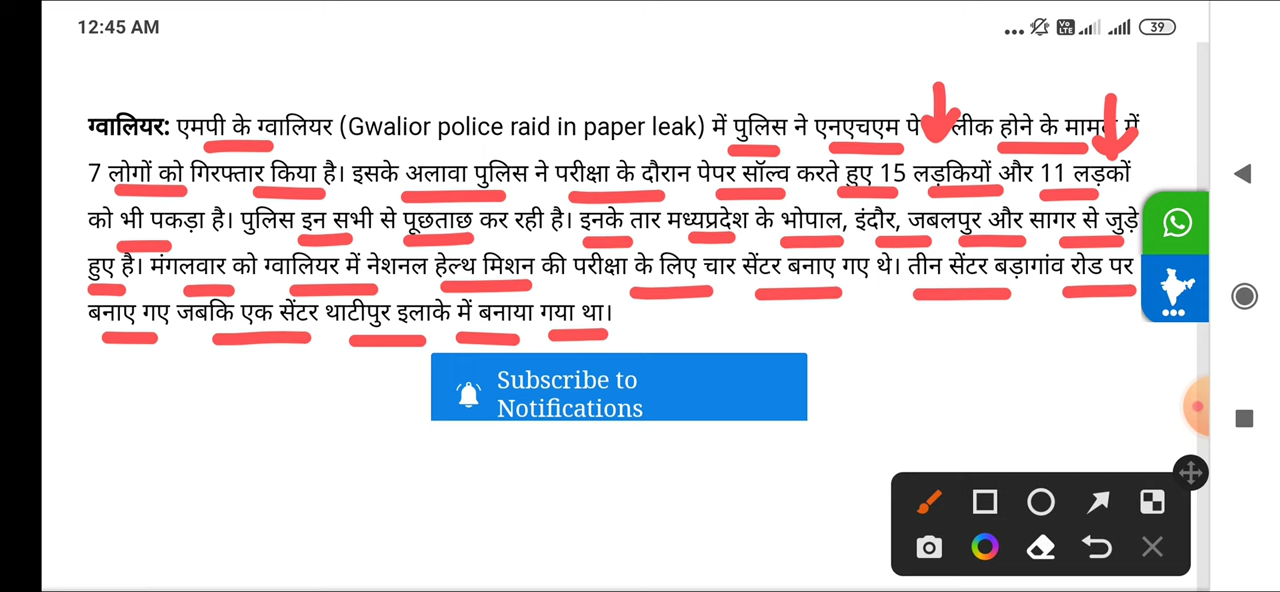 12:45 AM
Vo LTE
39
ग्वालियर: एमपी के ग्वालियर (Gwalior police raid in paper leak) में पुलिस ने एनएचएम लीक होने के में
7 लोगों को गिरफ्तार किया है। इसके अलावा पुलिस ने परीक्षा के दौरान पेपर सॉल्व करते हुए 15 लड़कियों और 11 लड़कों
को भी पकड़ा है। पुलिस इन सभी से पूछताछ कर रही है। इनके तार मध्यप्रदेश के भोपाल, इंदौर, जबलपुर और सागर से जुड़े
हुए है। मंगलवार को ग्वालियर में नेशनल हेल्थ मिशन की परीक्षा के लिए चार सेंटर बनाए गए थे। तीन सेंटर बड़ागांव रोड पर
बनाए गए जबकि एक सेंटर थाटीपुर इलाके में बनाया गया था।
Subscribe to
Notifications